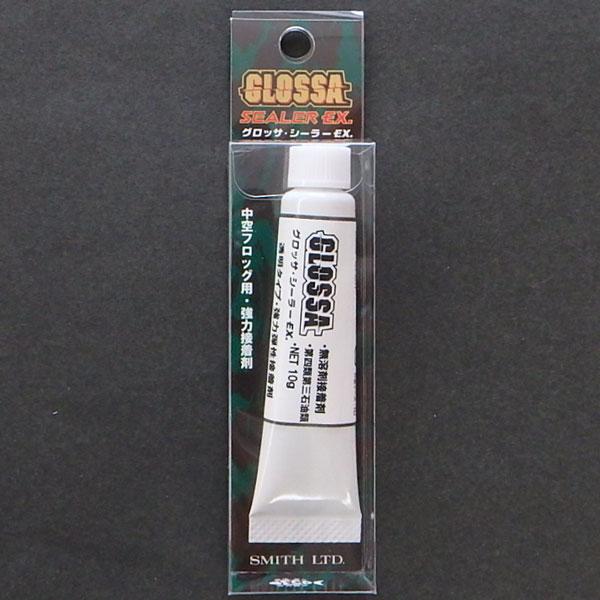 GLOSSA
SEALER EX.
グロッサ・シーラーEX.
中空フロッグ用・強力接着剤
GLOSSA
グロッサ・シーラーEX.
透明タイプ・強力弾性接着剤
・無溶剤接着剤
・第四類第三石油類
・NET 10g
SMITH LTD.